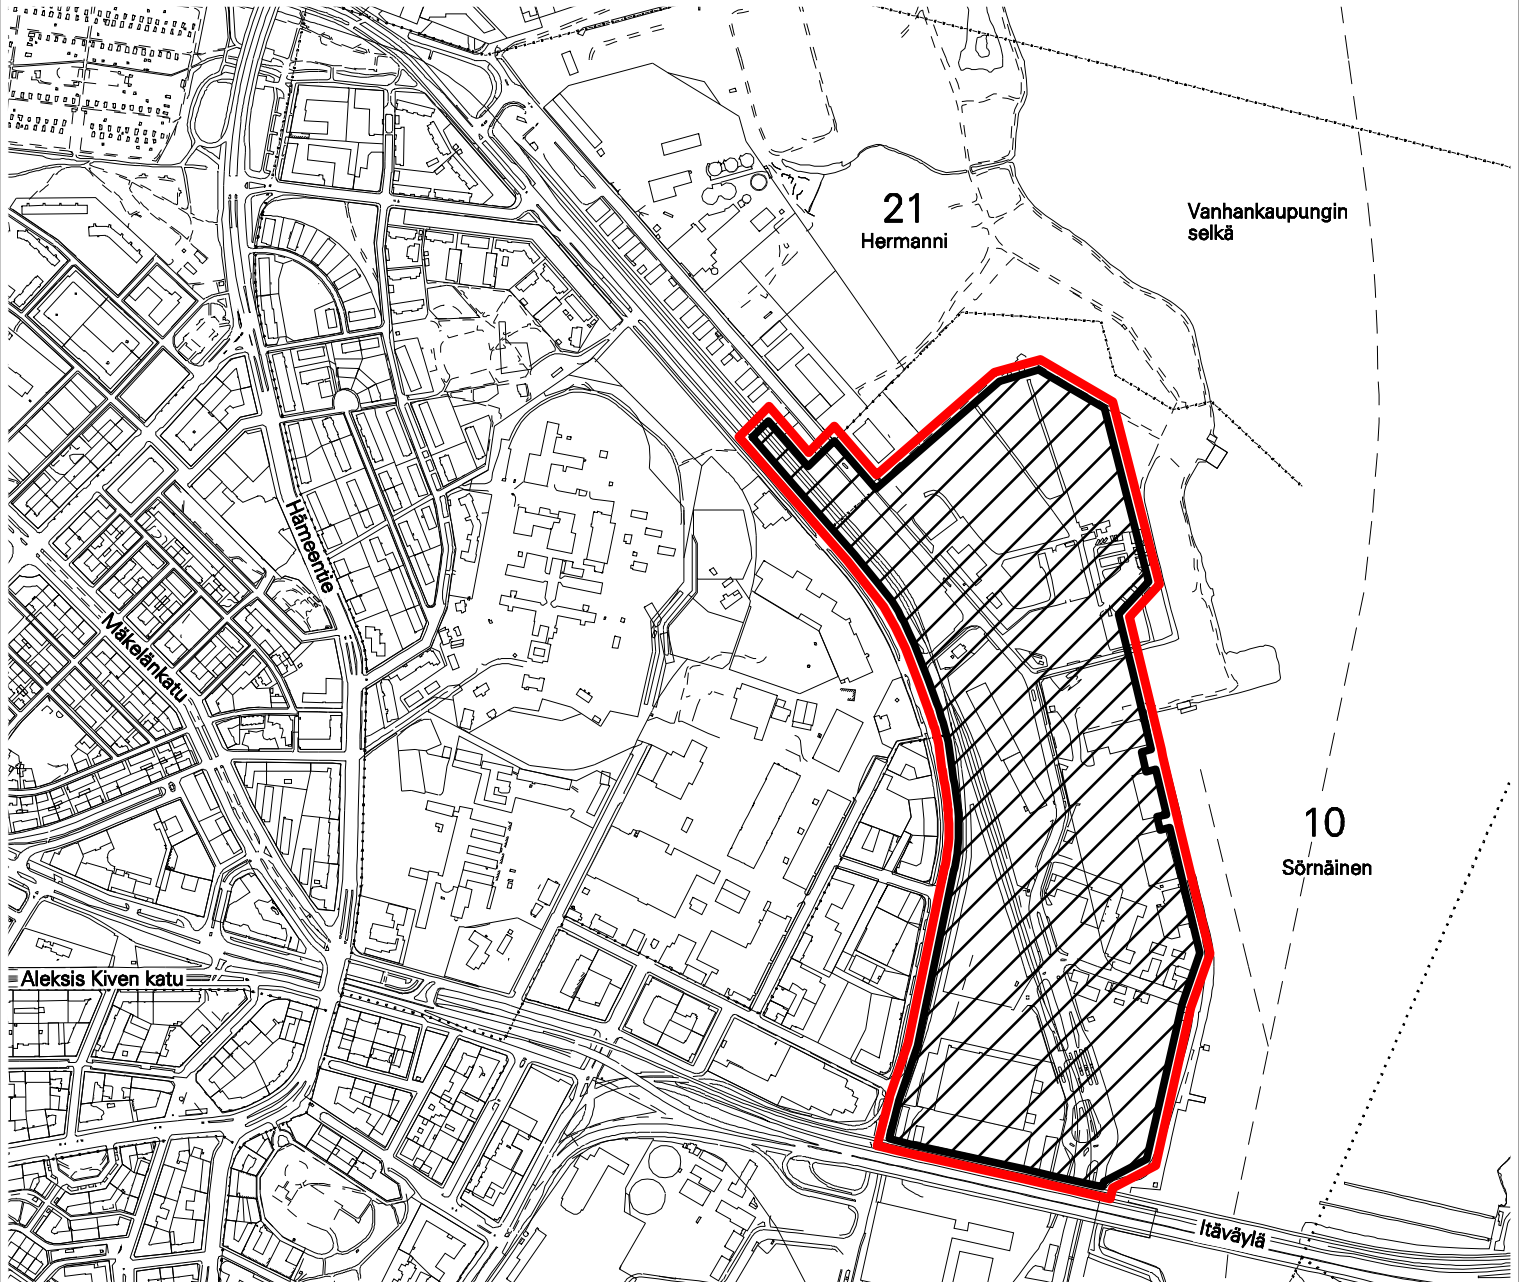 21
Hermanni
Vanhankaupungin
selkä
Hämeentie
Mäkelänkatu
10
Sörnäinen
Aleksis Kiven katu
Itäväylä